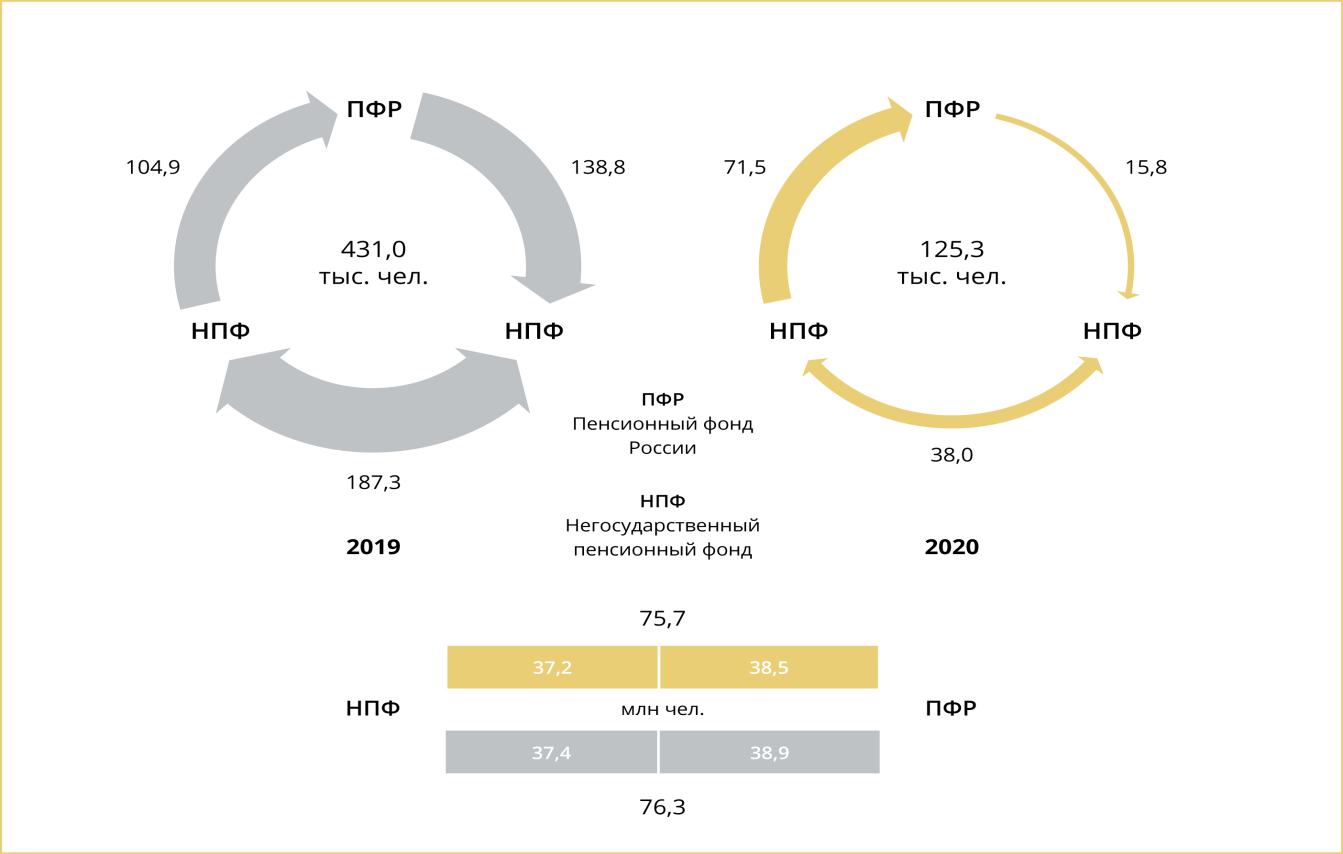 ПФР
104,9
138,8
431,0
тыс. чел.
НПФ
НПФ
187,3
2019
ПФР
71,5
15,8
125,3
тыс. чел.
НПФ
НПФ
38,0
2020
ПФР
Пенсионный фонд
России
НПФ
Негосударственный
пенсионный фонд
75,7
37,2 38,5
НПФ млн чел. ПФР
37,4 38,9
76,3